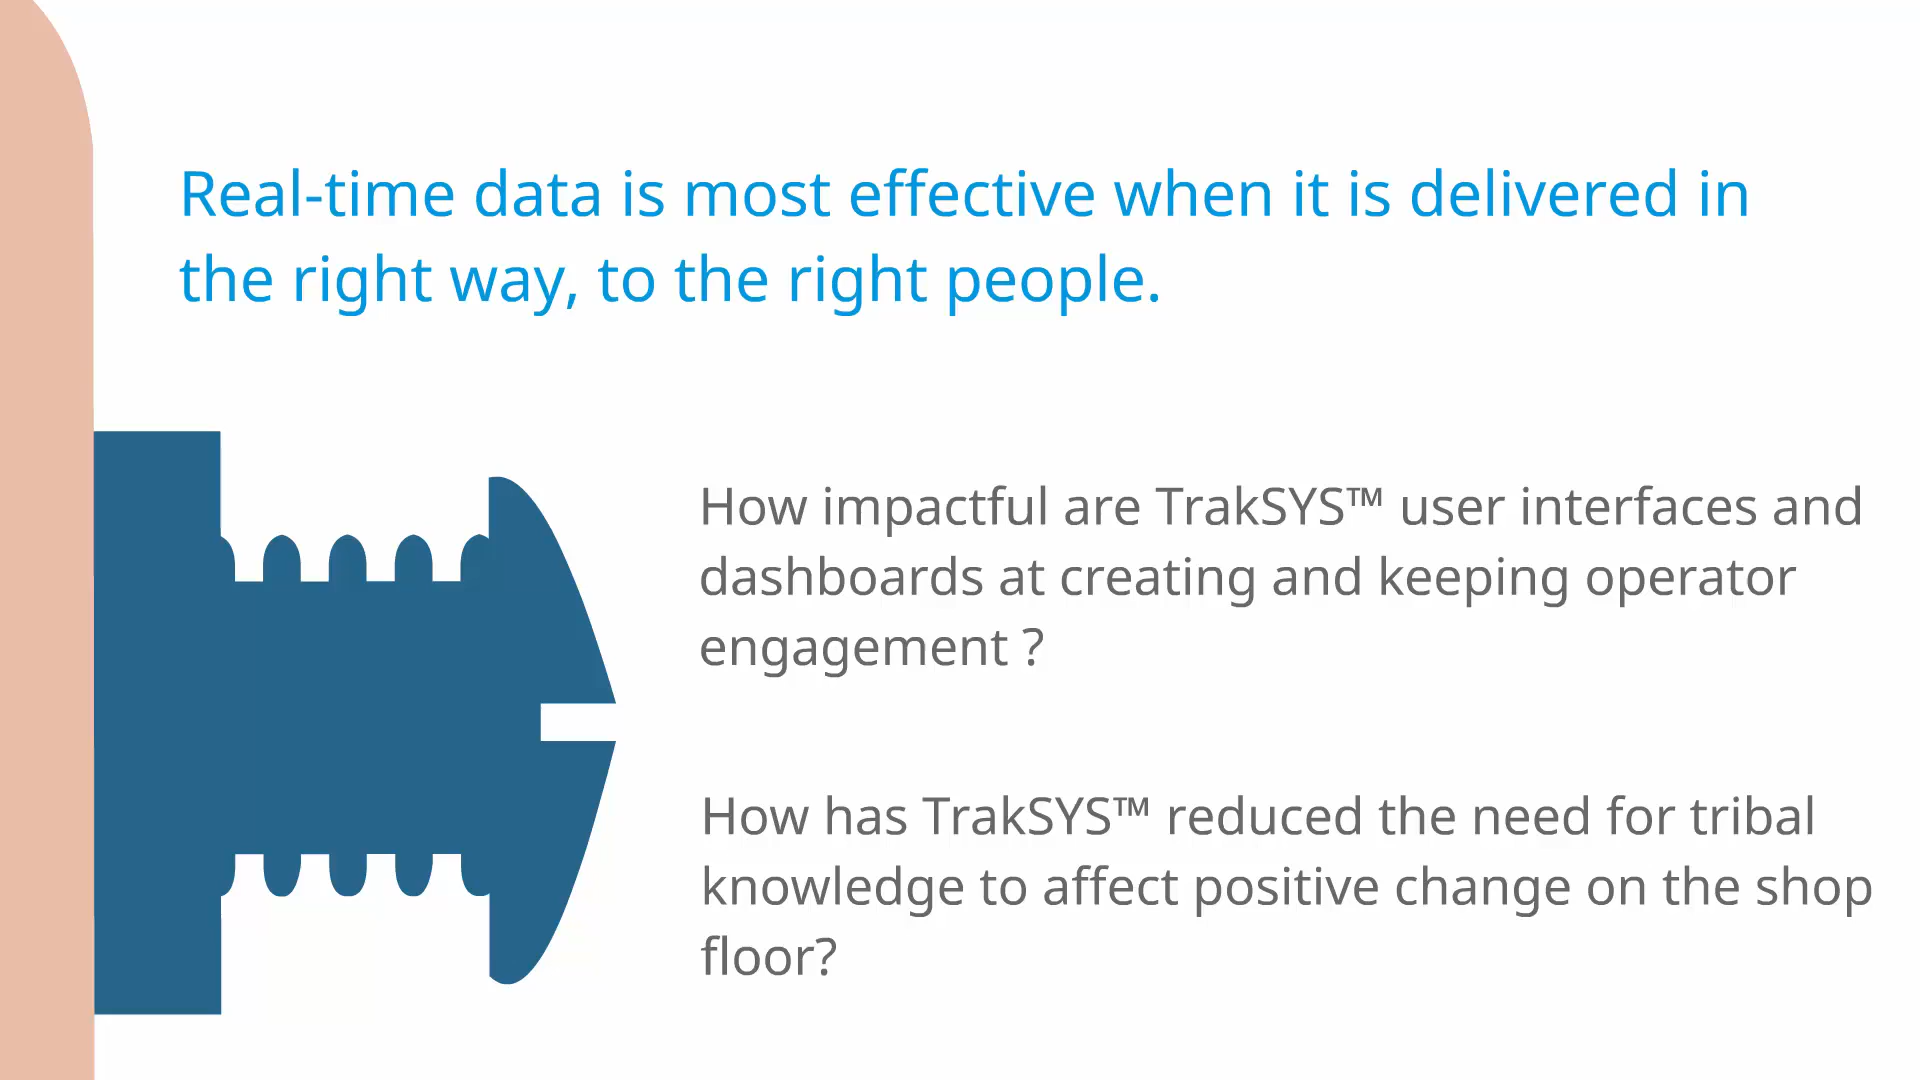 Real-time data is most effective when it is delivered in
the right way, to the right people.
How impactful are TrakSYS™ user interfaces and
dashboards at creating and keeping operator
engagement ?
How has TrakSYS™ reduced the need for tribal
knowledge to affect positive change on the shop
floor?